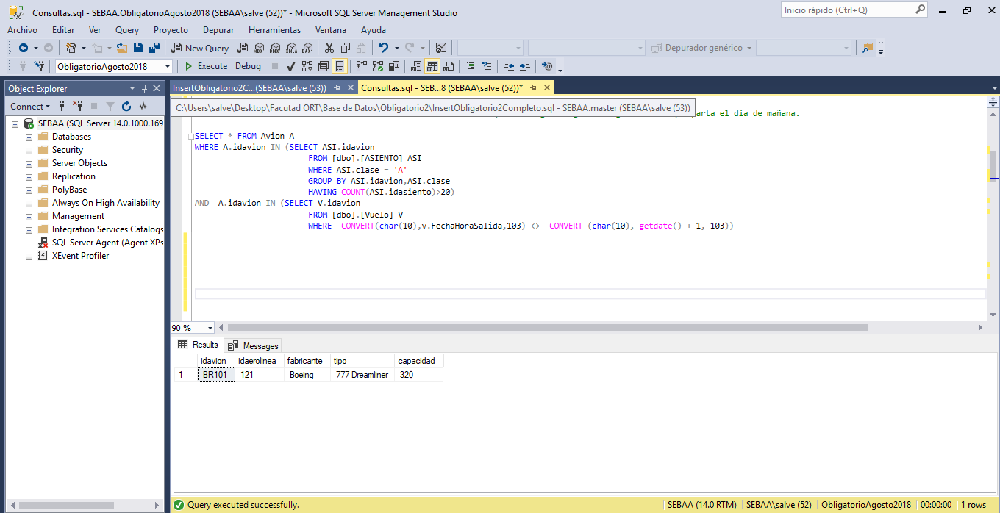 Consultas.sql - SEBAA.ObligatorioAgosto2018 (SEBAA\salve (52))* - Microsoft SQL Server Management Studio
Inicio rápido (Ctrl+Q)
Archivo Editar Ver Query Proyecto Depurar Herramientas Ventana Ayuda
New Query MDX DMX XMLA DAX Depurador genérico
ObligatorioAgosto2018 Execute Debug
Object Explorer
Connect
SEBAA (SQL Server 14.0.1000.169
Databases
Security
Server Objects
Replication
PolyBase
Always On High Availability
Management
Integration Services Catalogs
SQL Server Agent (Agent XPs
XEvent Profiler
InsertObligatorio2C...(SEBAA\salve (53)) Consultas.sql - SEB...8 (SEBAA\salve (52))*
C:\Users\salve\Desktop\Facutad ORT\Base de Datos\Obligatorio2\InsertObligatorio2Completo.sql - SEBAA.master (SEBAA\salve (53))
arta el día de mañana.
SELECT * FROM Avion A
WHERE A.idavion IN (SELECT ASI.idavion
FROM [dbo].[ASIENTO] ASI
WHERE ASI.clase = 'A'
GROUP BY ASI.idavion,ASI.clase
HAVING COUNT(ASI.idasiento)>20)
AND A.idavion IN (SELECT V.idavion
FROM [dbo].[Vuelo] V
WHERE CONVERT(char(10),v.FechaHoraSalida,103) <> CONVERT (char(10), getdate() + 1, 103))
90 %
Results Messages
idavion idaerolinea fabricante tipo capacidad
1 BR101 121 Boeing 777 Dreamliner 320
Query executed successfully.
SEBAA (14.0 RTM) SEBAA\salve (52) ObligatorioAgosto2018 00:00:00 1 rows